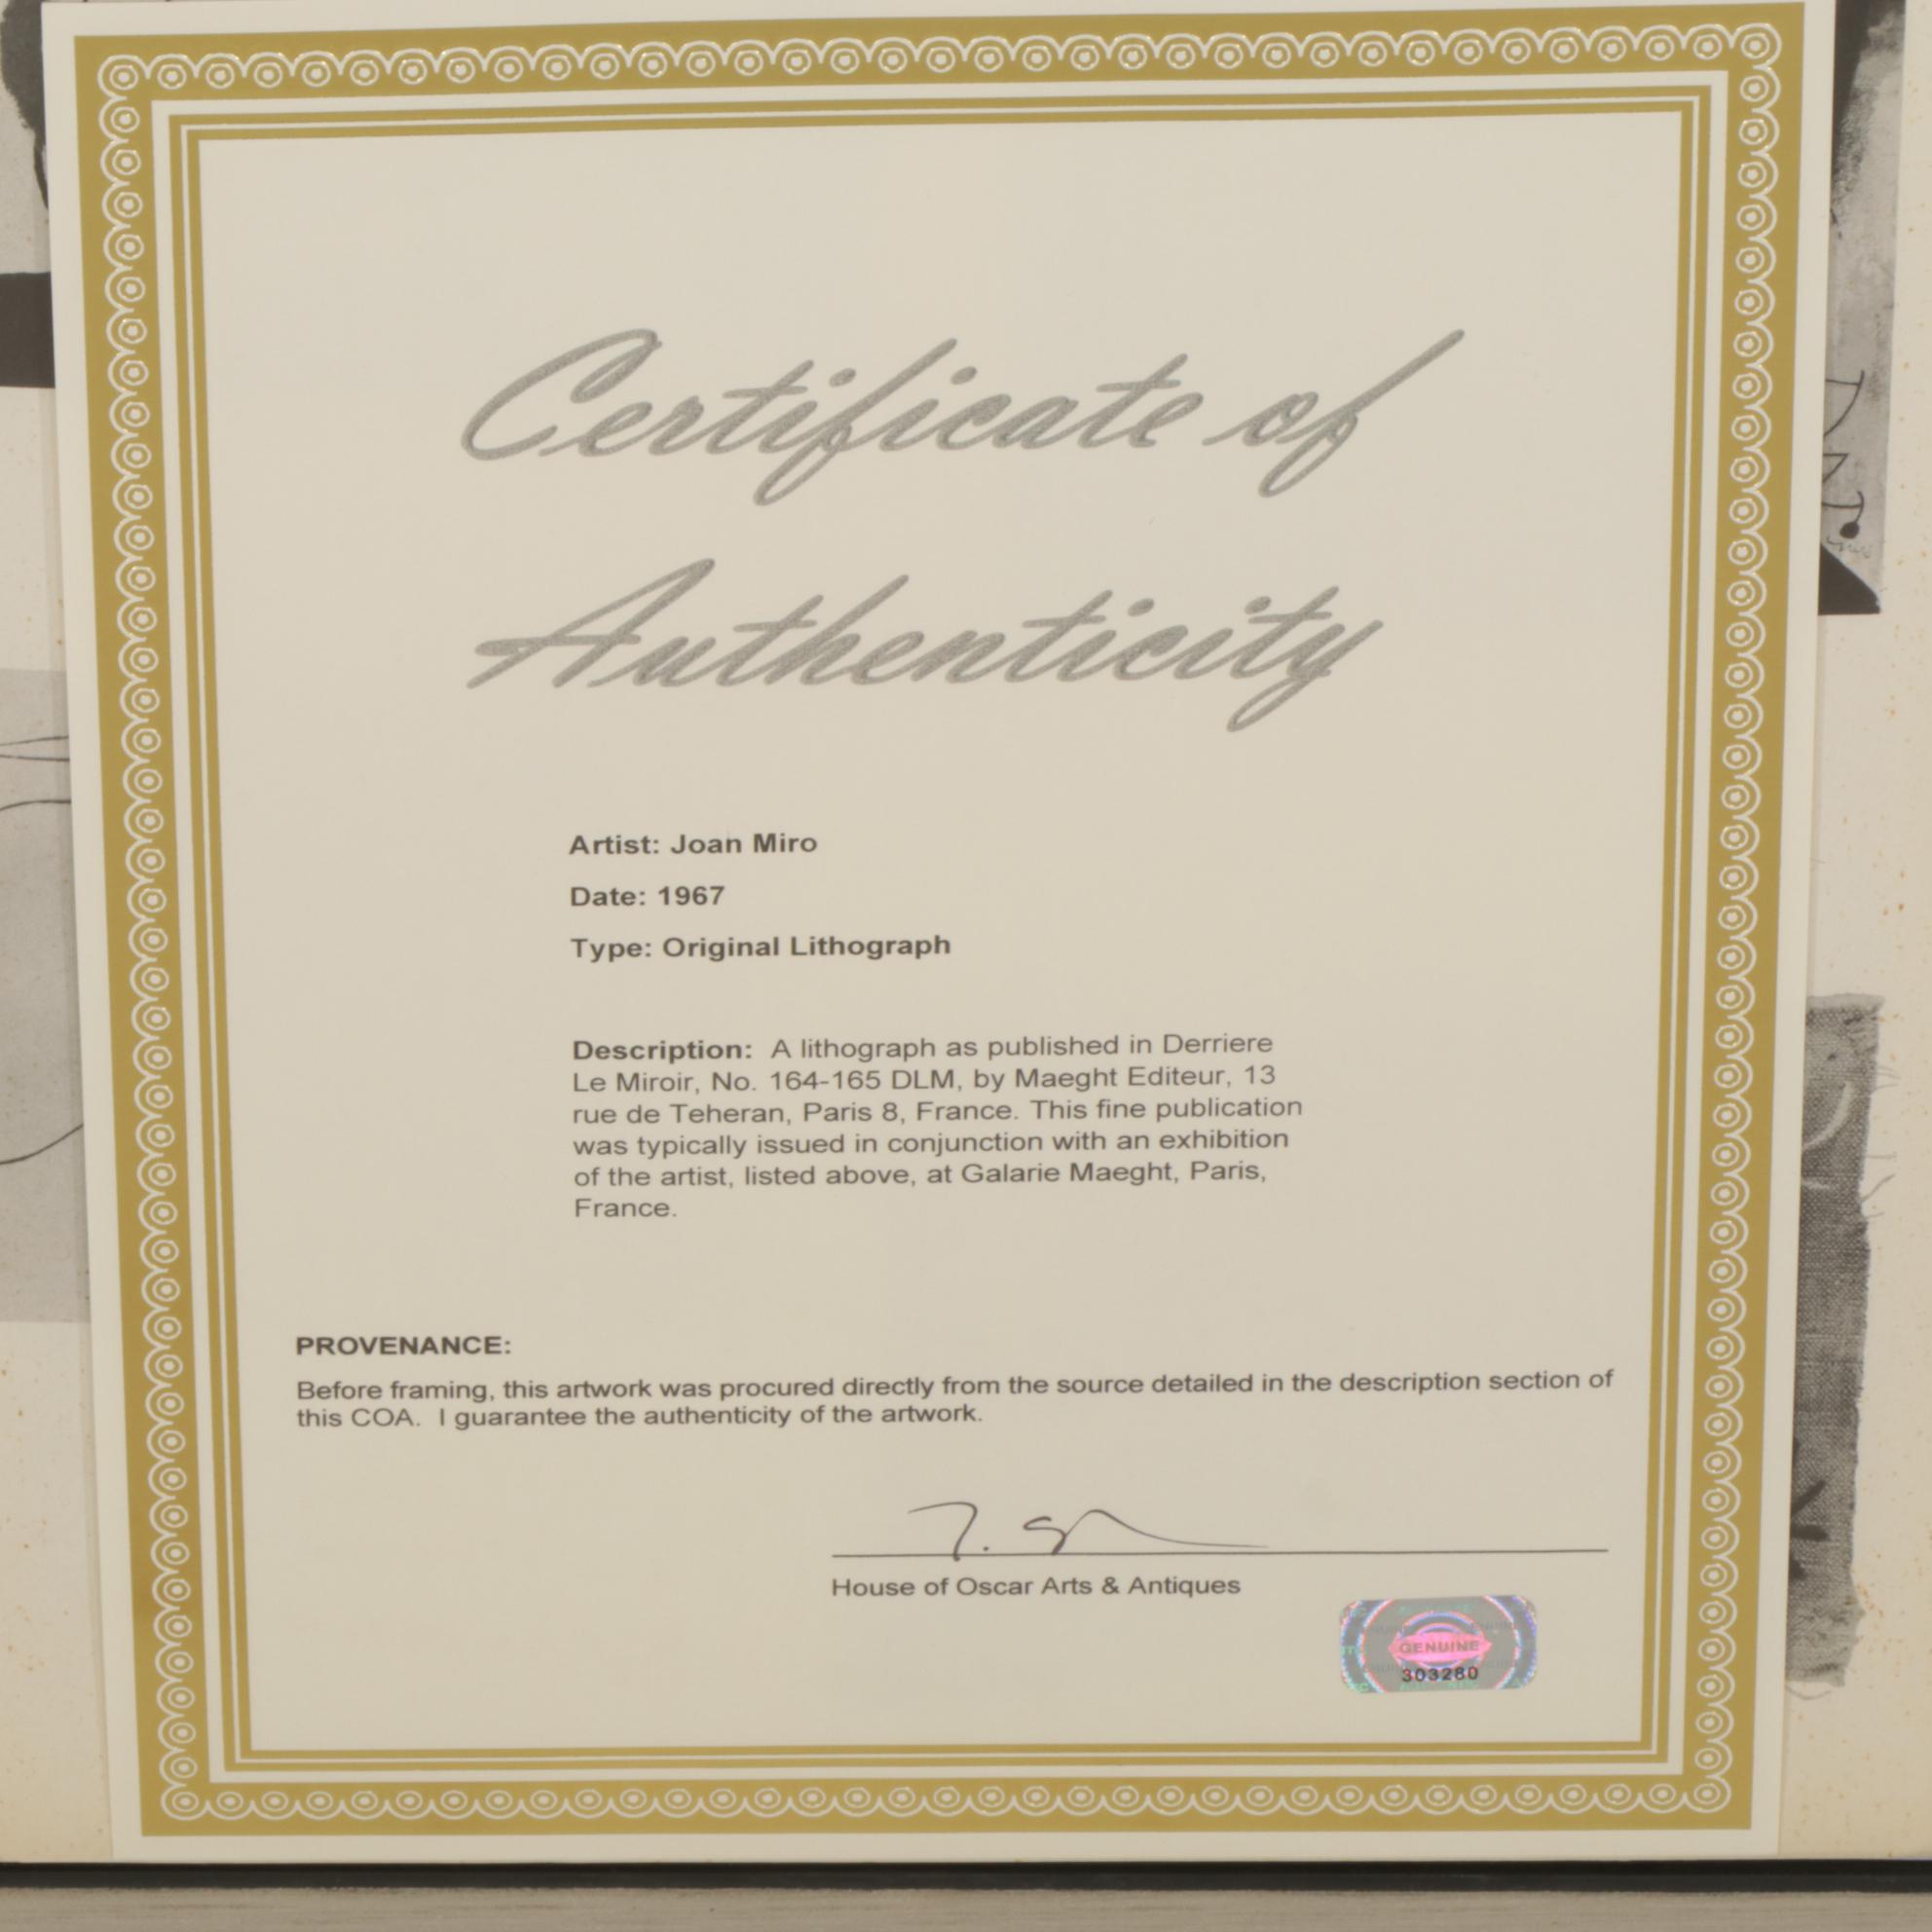 Certificate of
Authenticity
Artist: Joan Miro
Date: 1967
Type: Original Lithograph
Description: A lithograph as published in Derriere
Le Miroir, No. 164-165 DLM, by Maeght Editeur, 13
rue de Teheran, Paris 8, France. This fine publication
was typically issued in conjunction with an exhibition
of the artist, listed above, at Galarie Maeght, Paris,
France.
PROVENANCE:
Before framing, this artwork was procured directly from the source detailed in the description section of
this COA. I guarantee the authenticity of the artwork.
House of Oscar Arts & Antiques
GENUINE
303280